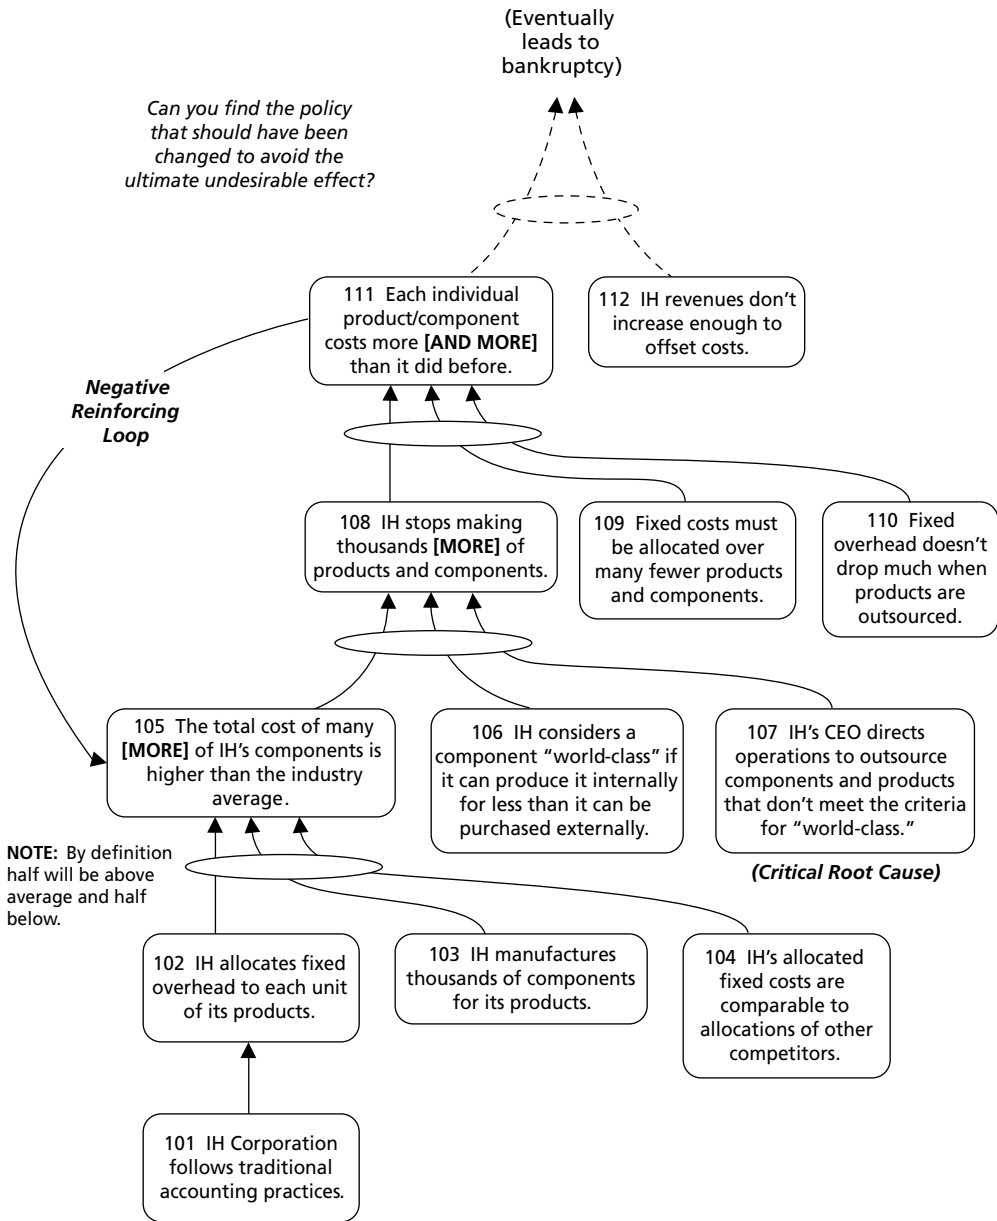 (Eventually
leads to
bankruptcy)
Can you find the policy
that should have been
changed to avoid the
ultimate undesirable effect?
111 Each individual
product/component
costs more [AND MORE]
than it did before.
112 IH revenues don't
increase enough to
offset costs.
Negative
Reinforcing
Loop
108 IH stops making
thousands [MORE] of
products and components.
109 Fixed costs must
be allocated over
many fewer products
and components.
110 Fixed
overhead doesn't
drop much when
products are
outsourced.
105 The total cost of many
[MORE] of IH's components is
higher than the industry
average.
106 IH considers a
component "world-class" if
it can produce it internally
for less than it can be
purchased externally.
107 IH's CEO directs
operations to outsource
components and products
that don't meet the criteria
for "world-class."
(Critical Root Cause)
NOTE: By definition
half will be above
average and half
below.
102 IH allocates fixed
overhead to each unit
of its products.
103 IH manufactures
thousands of components
for its products.
104 IH's allocated
fixed costs are
comparable to
allocations of other
competitors.
101 IH Corporation
follows traditional
accounting practices.